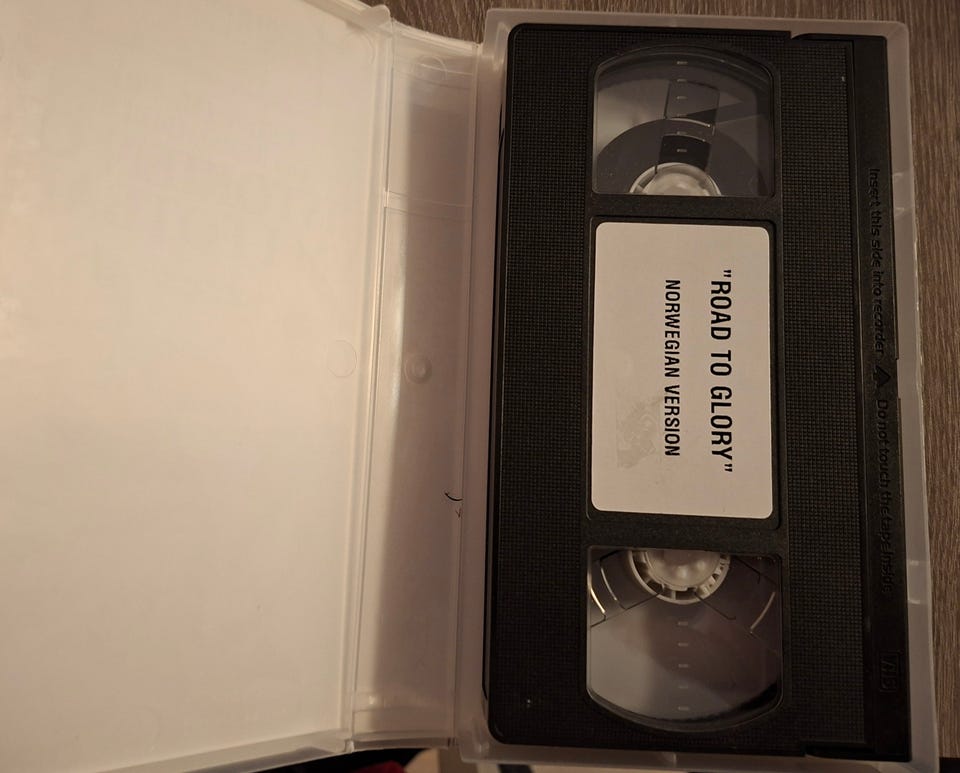 "ROAD TO GLORY"
NORWEGIAN VERSION
Insert this side into recorder Do not touch the tape inside
VHS